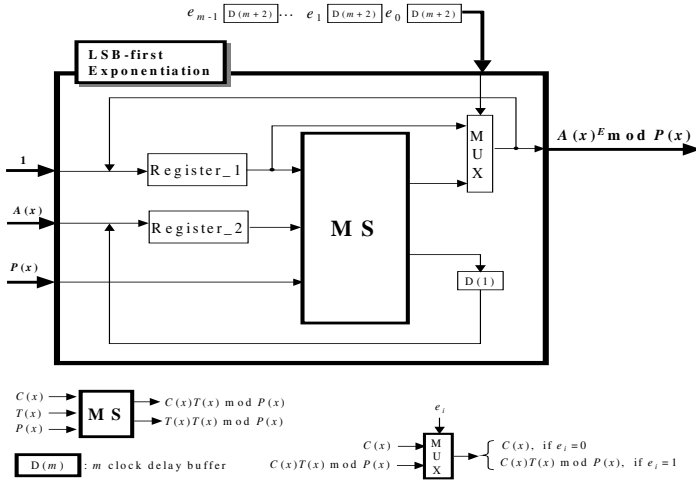 e_{m-1} D(m+2) ... e_1 D(m+2) e_0 D(m+2)
LSB-first
Exponentiation
A(x)^E mod P(x)
1
Register_1
MUX
A(x)
Register_2
MS
P(x)
D(1)
C(x)
T(x)
P(x)
MS
C(x)T(x) mod P(x)
T(x)T(x) mod P(x)
D(m) : m clock delay buffer
e_i
C(x)
C(x)T(x) mod P(x)
MUX
C(x), if e_i=0
C(x)T(x) mod P(x), if e_i=1